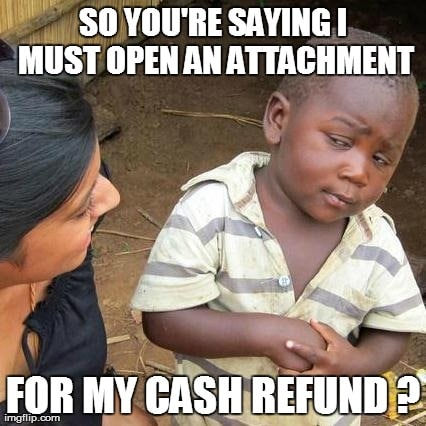 SO YOU'RE SAYING I
MUST OPEN AN ATTACHMENT
FOR MY CASH REFUND ?
imgflip.com